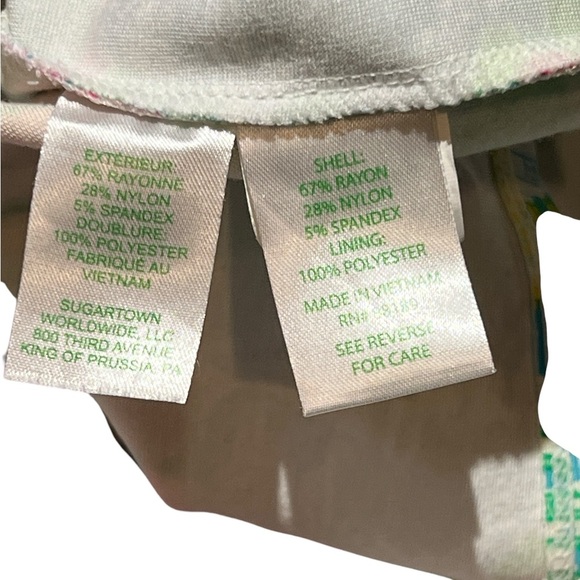 EXTÉRIEUR:
67% RAYONNE
28% NYLON
5% SPANDEX
DOUBLURE:
100% POLYESTER
FABRIQUÉ AU
VIETNAM
SUGARTOWN
WORLDWIDE, LLC
800 THIRD AVENUE
KING OF PRUSSIA, PA
SHELL:
67% RAYON
28% NYLON
5% SPANDEX
LINING:
100% POLYESTER
MADE IN VIETNAM
RN#
SEE REVERSE
FOR CARE